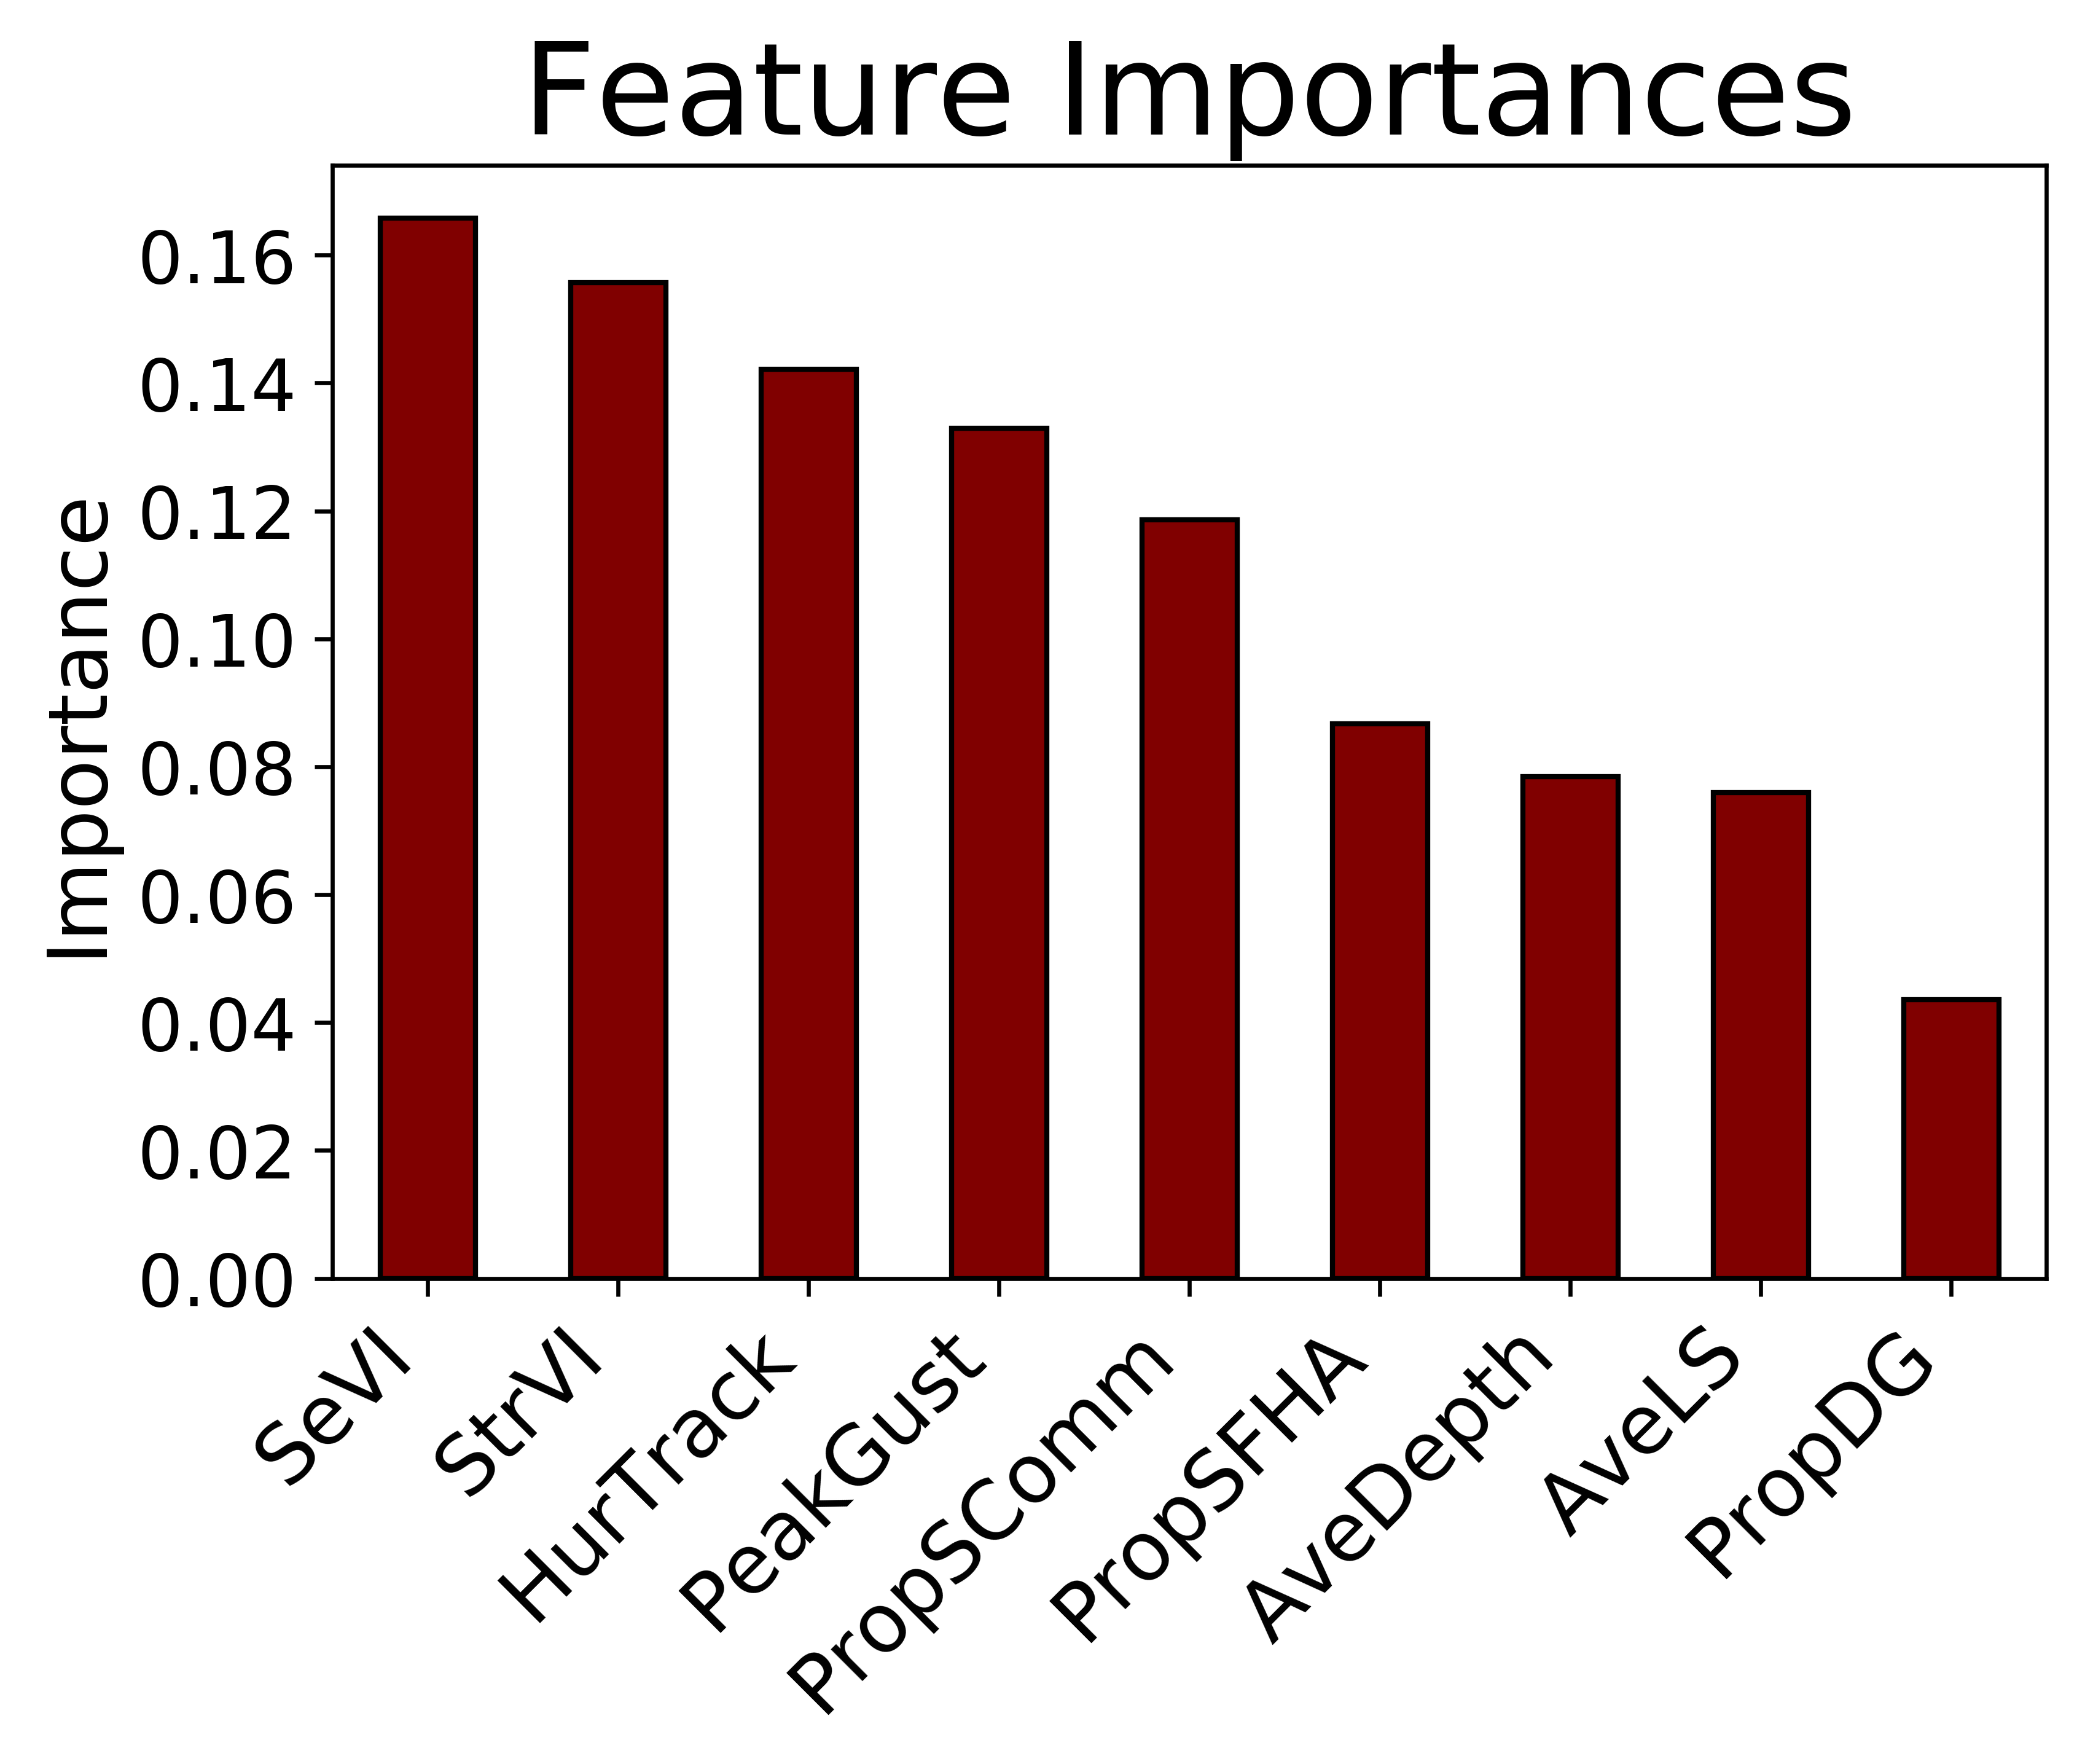 Feature Importances
Importance
0.16
0.14
0.12
0.10
0.08
0.06
0.04
0.02
0.00
SeVI
StrVI
HurTrack
PeakGust
PropSComm
PropSFHA
AveDepth
AveLS
PropDG